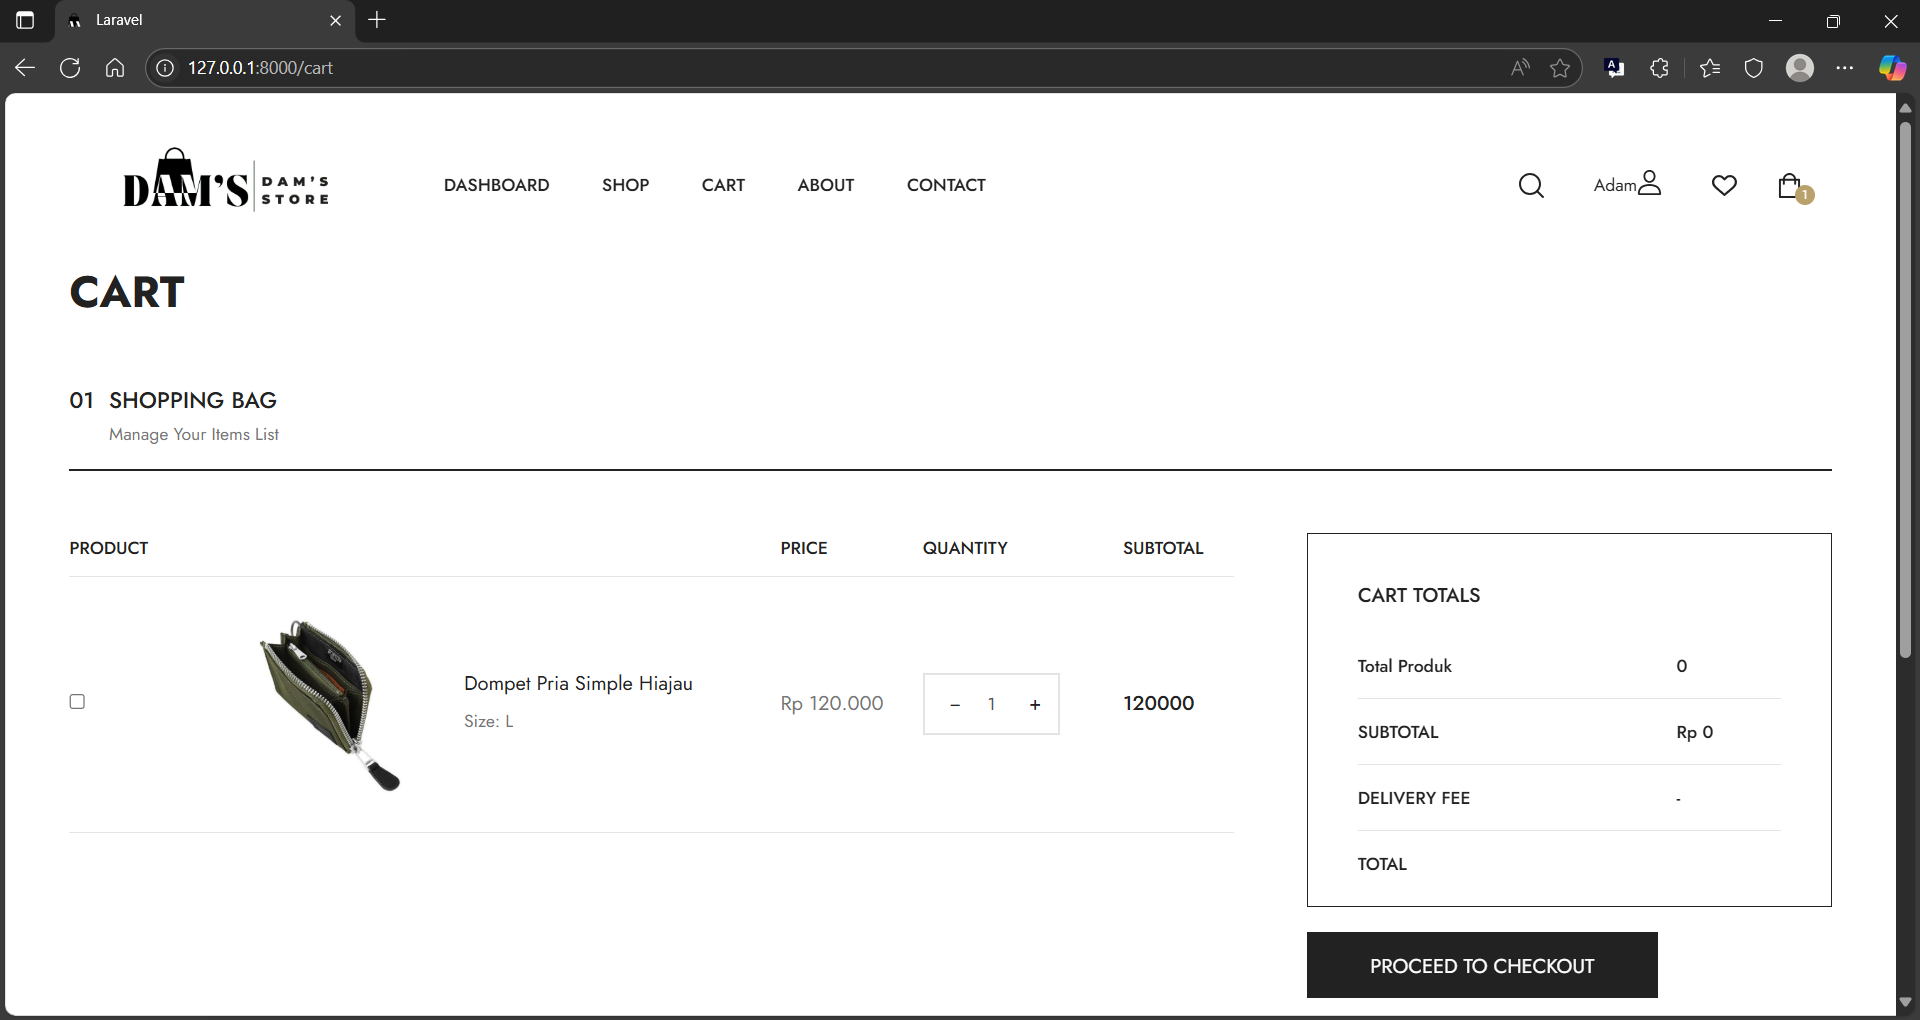 Laravel
127.0.0.1:8000/cart
DAM'S DAM'S STORE
DASHBOARD SHOP CART ABOUT CONTACT Adam 1
CART
01 SHOPPING BAG
Manage Your Items List
PRODUCT PRICE QUANTITY SUBTOTAL
Dompet Pria Simple Hiajau
Size: L
Rp 120.000 - 1 + 120000
CART TOTALS
Total Produk 0
SUBTOTAL Rp 0
DELIVERY FEE -
TOTAL
PROCEED TO CHECKOUT